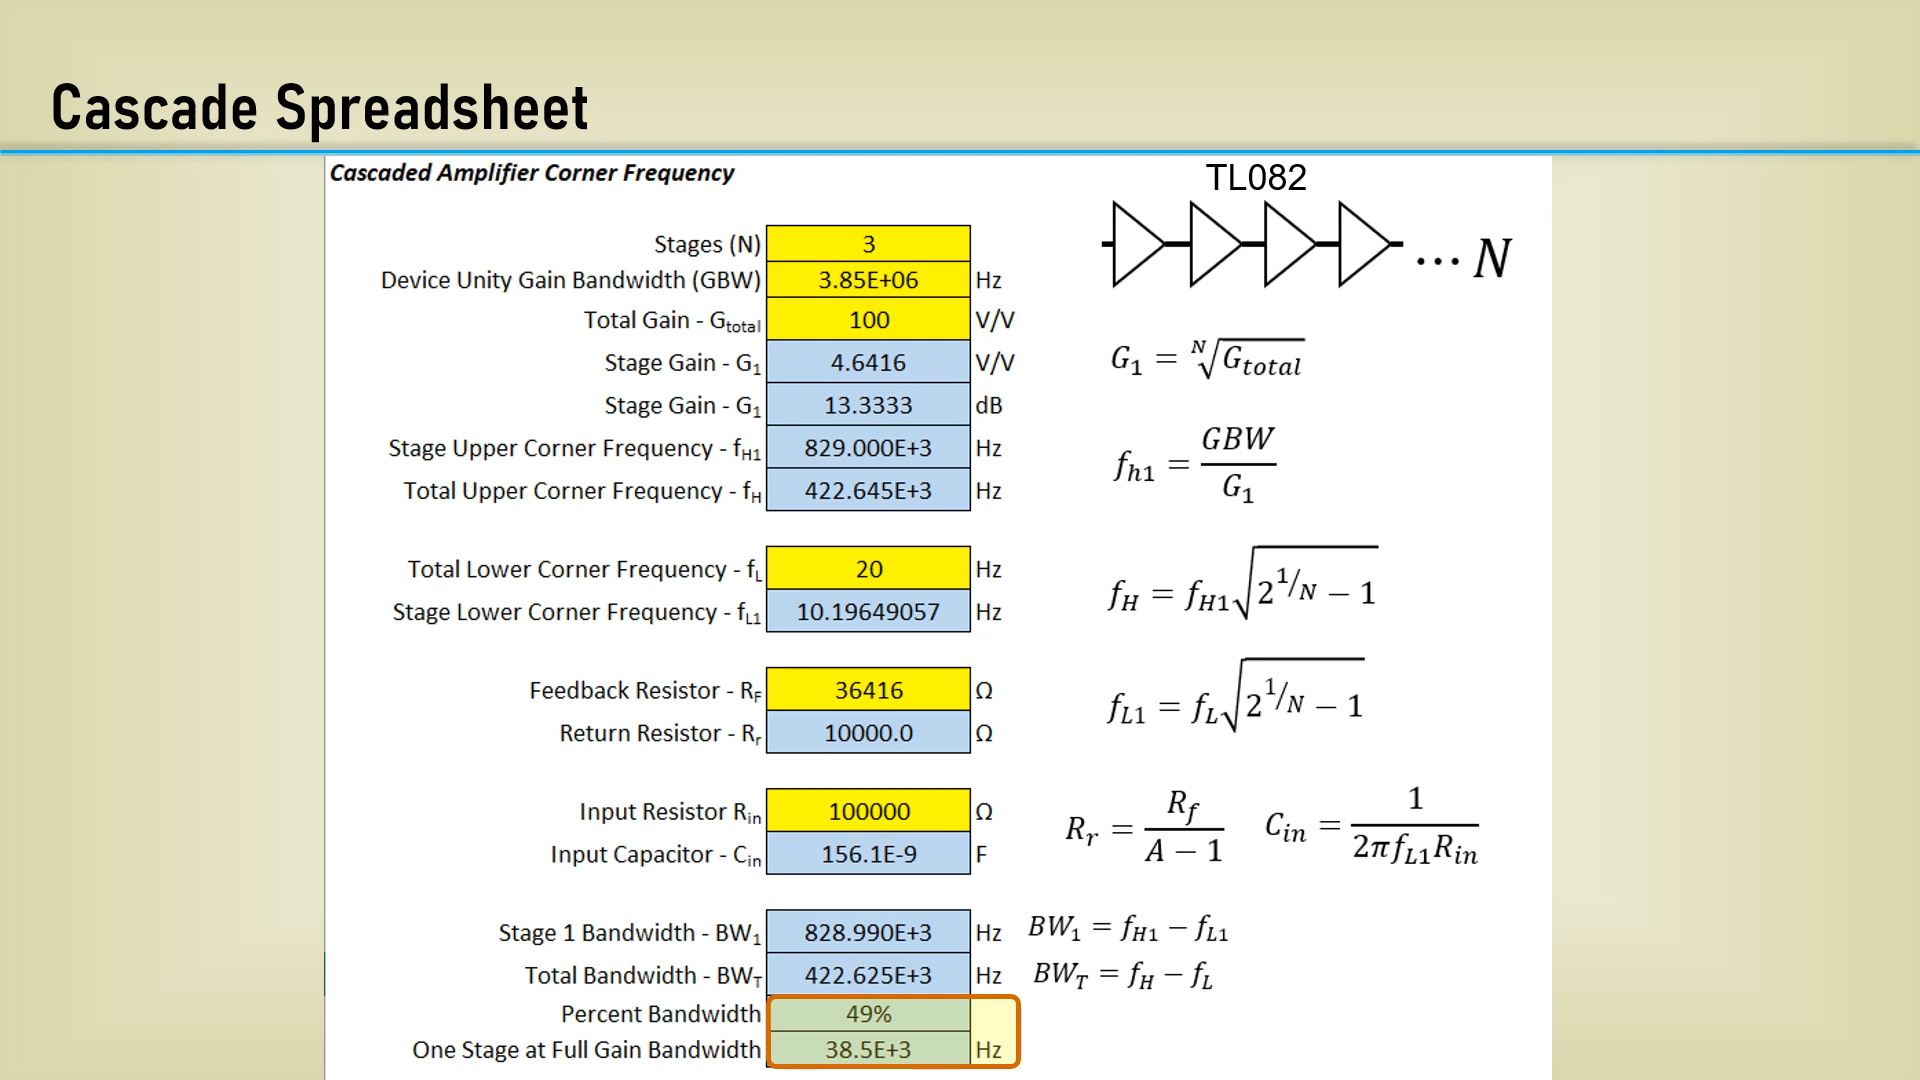 Cascade Spreadsheet
Cascaded Amplifier Corner Frequency
TL082
Stages (N) 3
Device Unity Gain Bandwidth (GBW) 3.85E+06 Hz
Total Gain - Gtotal 100 V/V
Stage Gain - G1 4.6416 V/V
Stage Gain - G1 13.3333 dB
Stage Upper Corner Frequency - fH1 829.000E+3 Hz
Total Upper Corner Frequency - fH 422.645E+3 Hz
Total Lower Corner Frequency - fL 20 Hz
Stage Lower Corner Frequency - fL1 10.19649057 Hz
Feedback Resistor - RF 36416 Ω
Return Resistor - Rr 10000.0 Ω
Input Resistor Rin 100000 Ω
Input Capacitor - Cin 156.1E-9 F
Stage 1 Bandwidth - BW1 828.990E+3 Hz
Total Bandwidth - BWT 422.625E+3 Hz
Percent Bandwidth 49%
One Stage at Full Gain Bandwidth 38.5E+3 Hz
··· N
G1 = N√Gtotal
fh1 = GBW / G1
fH = fH1√(2^1/N − 1)
fL1 = fL√(2^1/N − 1)
Rr = Rf / (A − 1)
Cin = 1 / (2πfL1Rin)
BW1 = fH1 − fL1
BWT = fH − fL